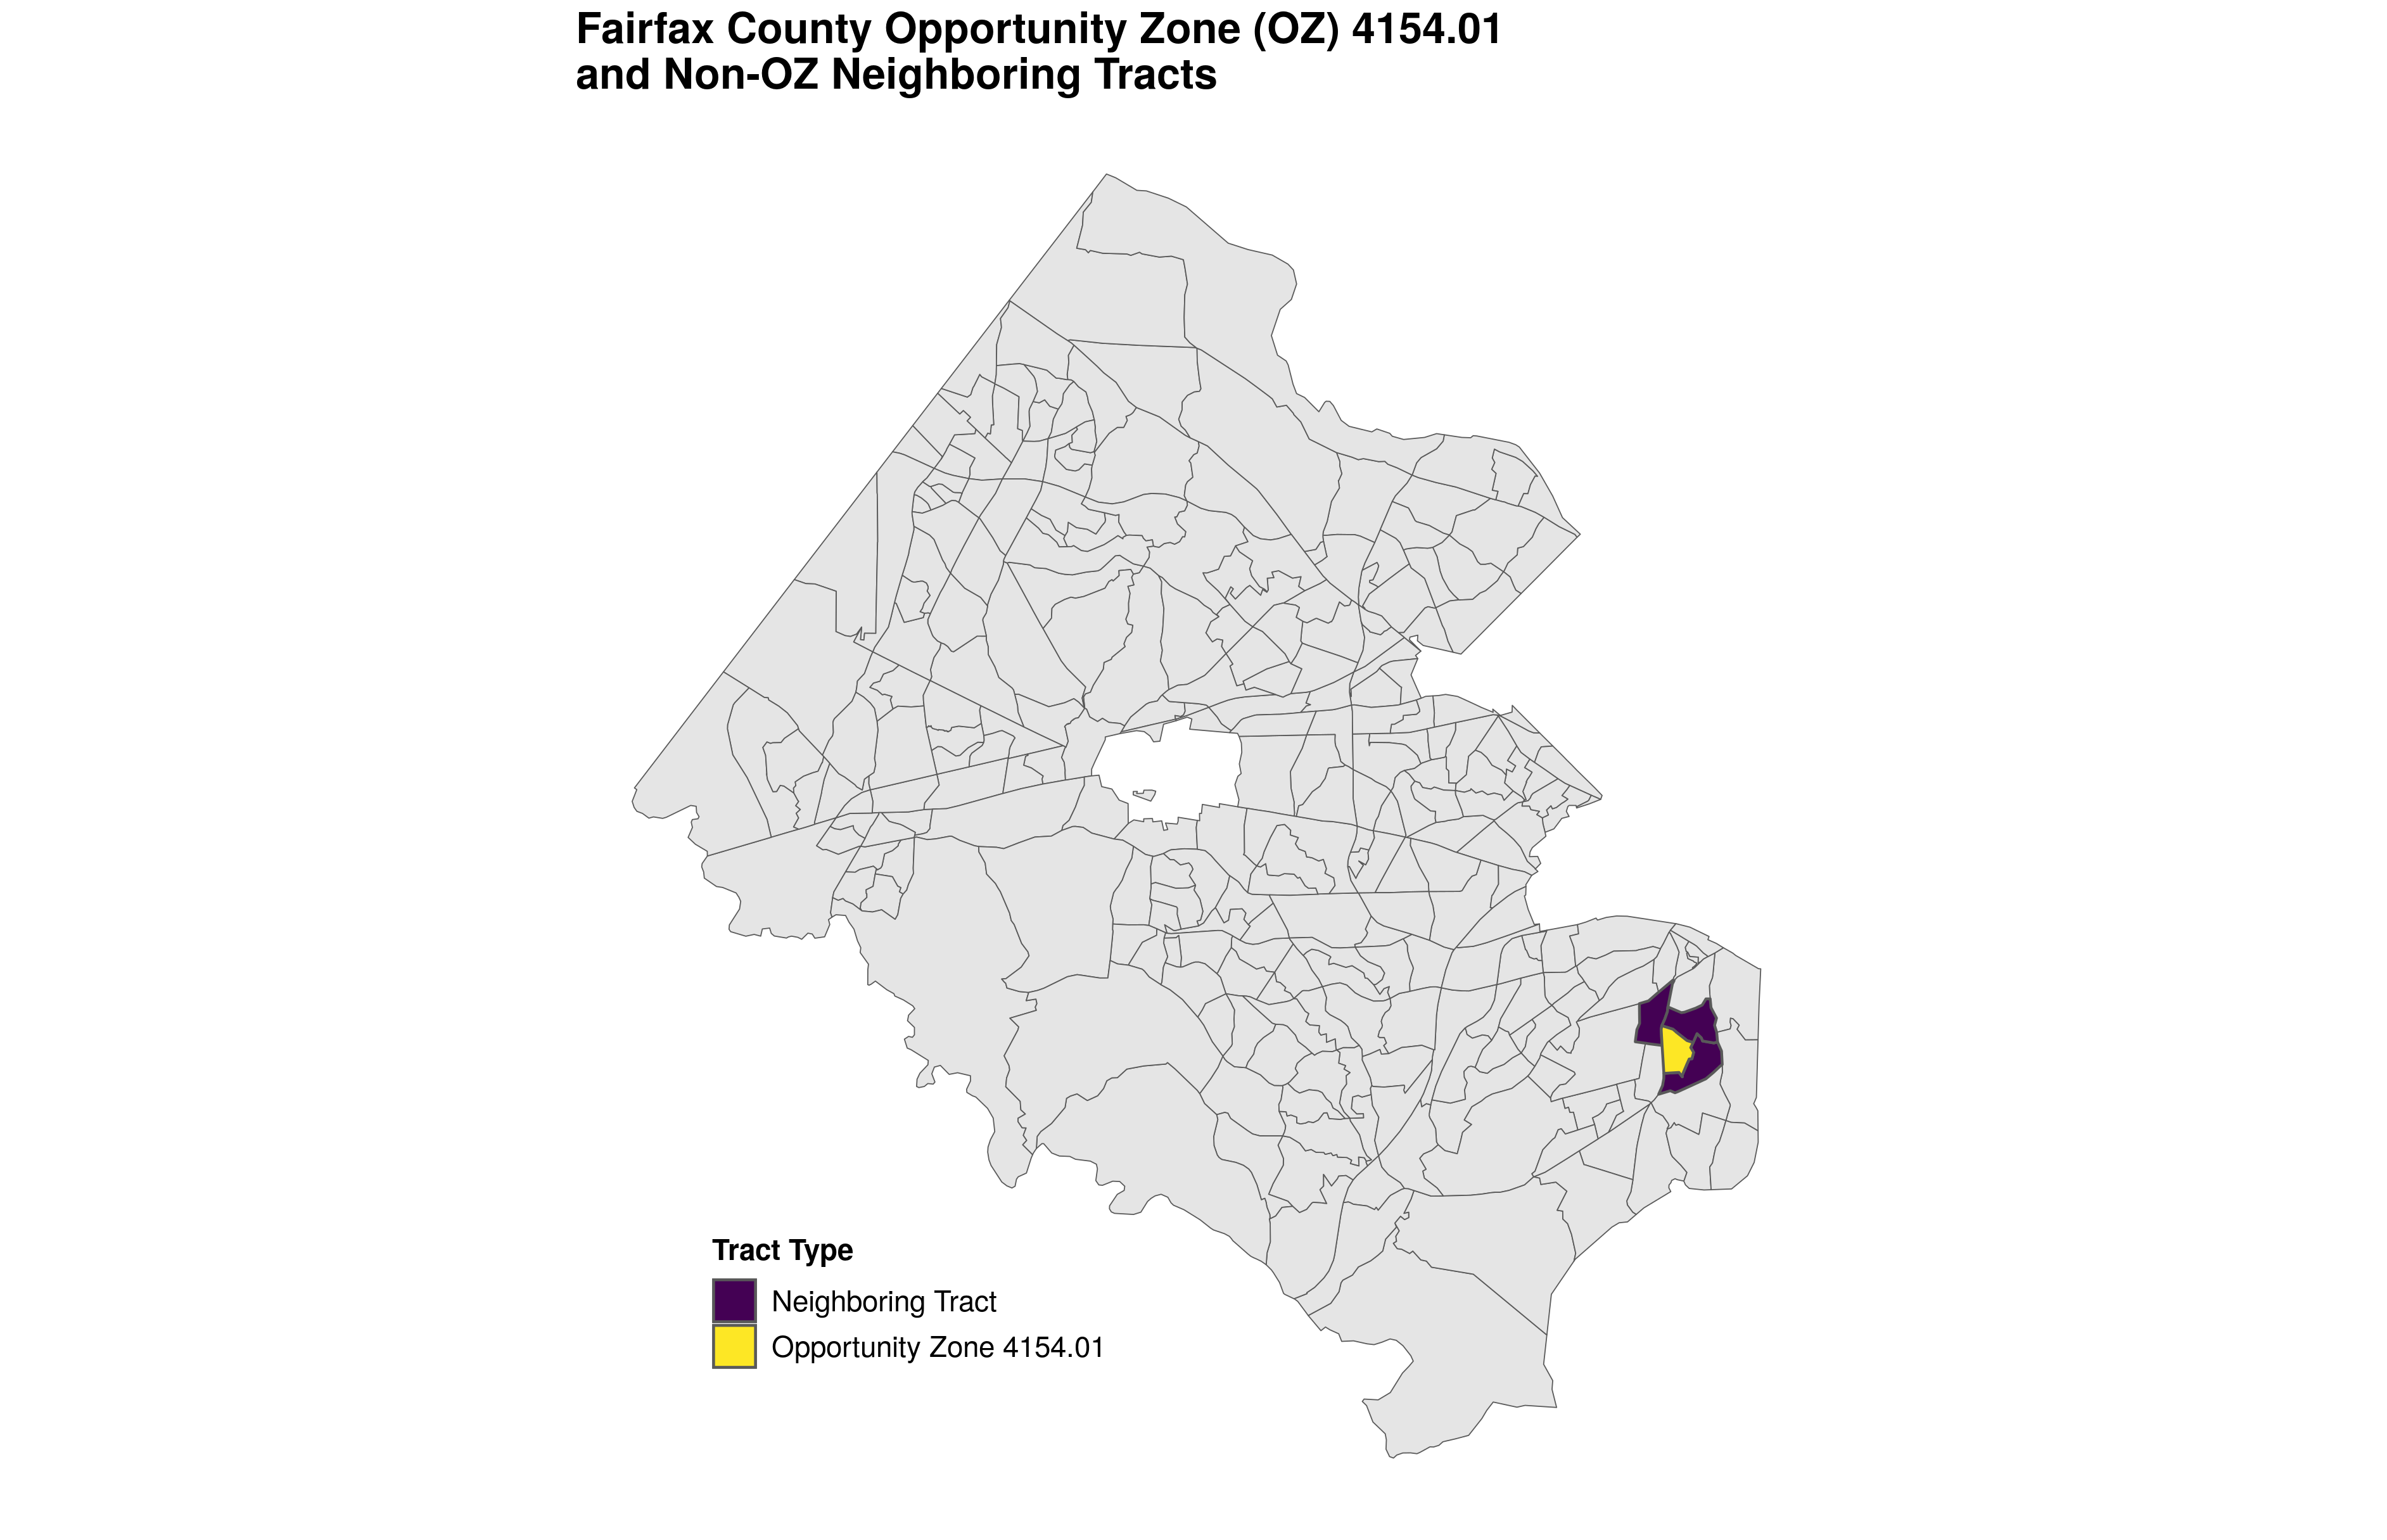 Fairfax County Opportunity Zone (OZ) 4154.01
and Non-OZ Neighboring Tracts
Tract Type
Neighboring Tract
Opportunity Zone 4154.01